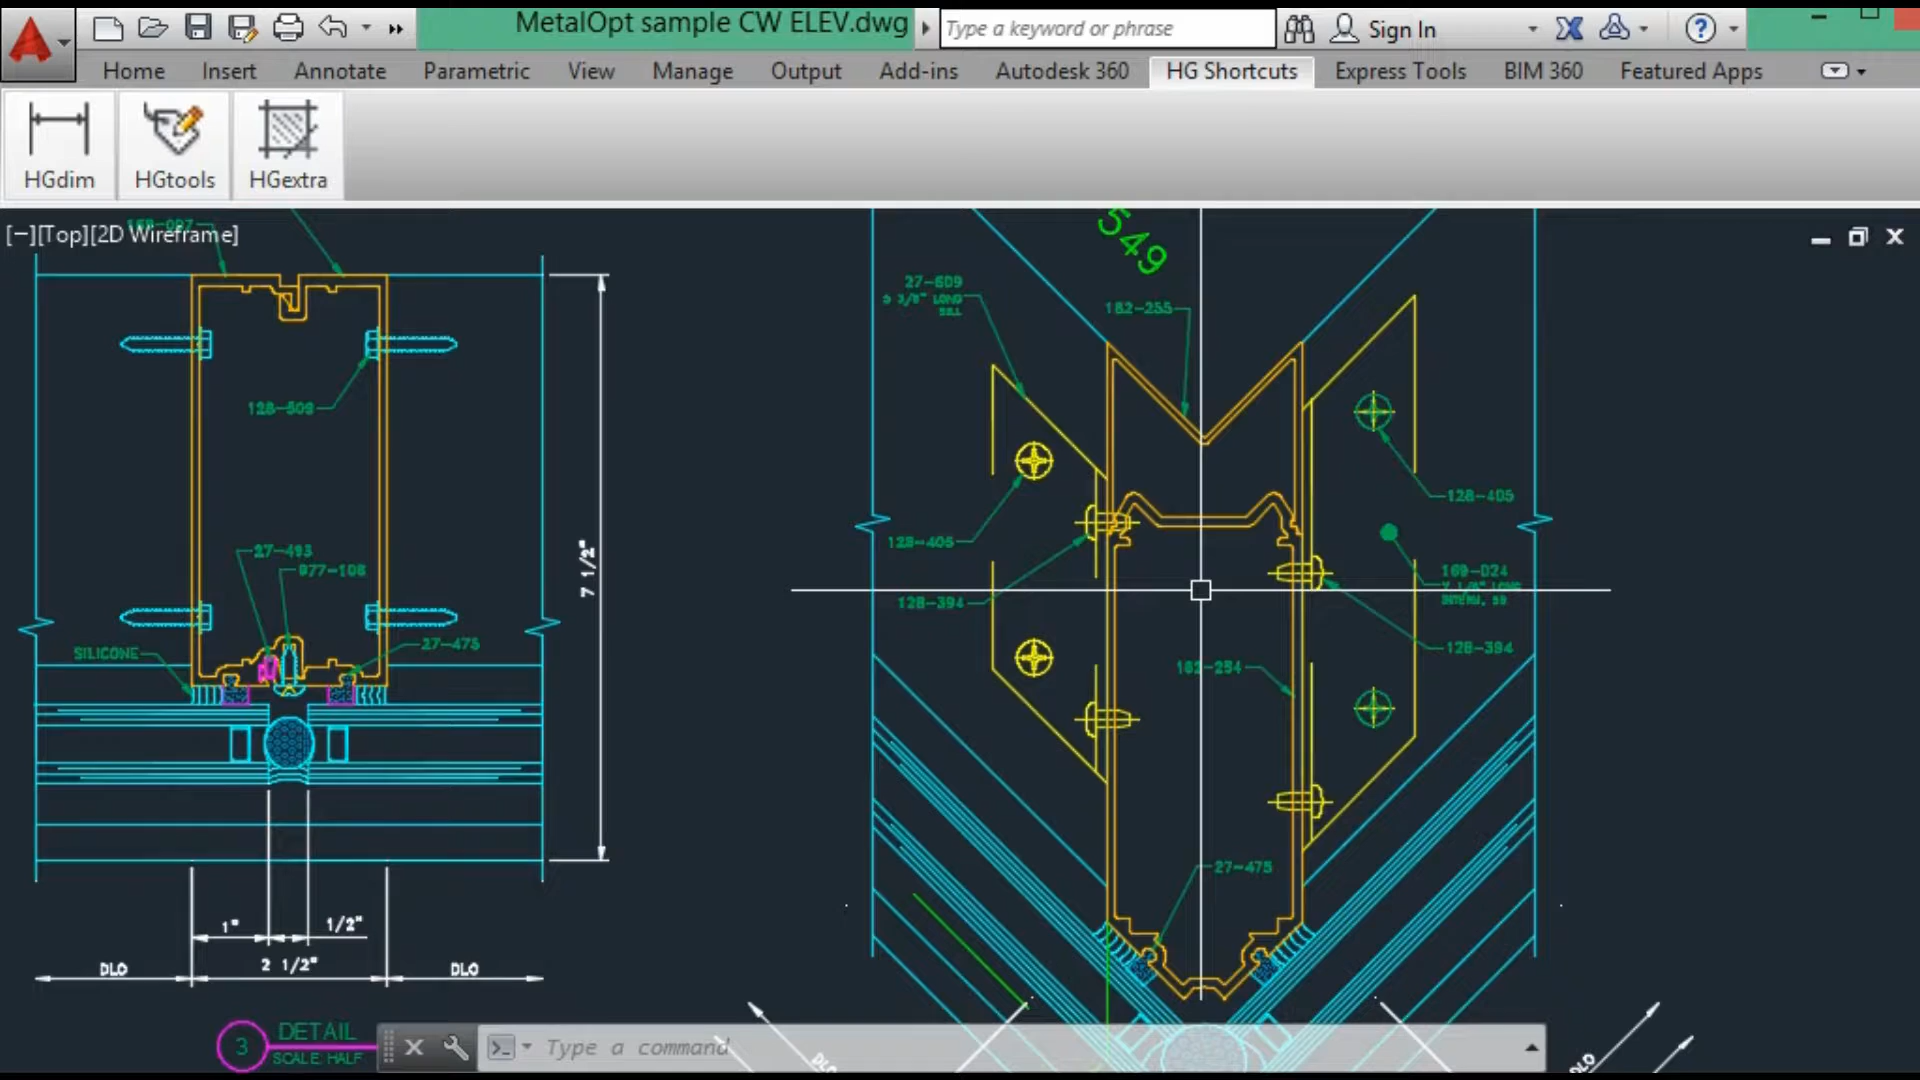 MetalOpt sample CW ELEV.dwg
Type a keyword or phrase
Sign In
Home
Insert
Annotate
Parametric
View
Manage
Output
Add-ins
Autodesk 360
HG Shortcuts
Express Tools
BIM 360
Featured Apps
HGdim
HGtools
HGextra
[−][Top][2D Wireframe]
549
27-609
LONG
182-255
128-509
128-405
7 1/2"
27-493
977-108
128-405
169-024
128-394
128-394
SILICONE
27-475
27-475
1"
1/2"
2 1/2"
DLO
DLO
3
DETAIL
SCALE: HALF
Type a command
DLO
DLO